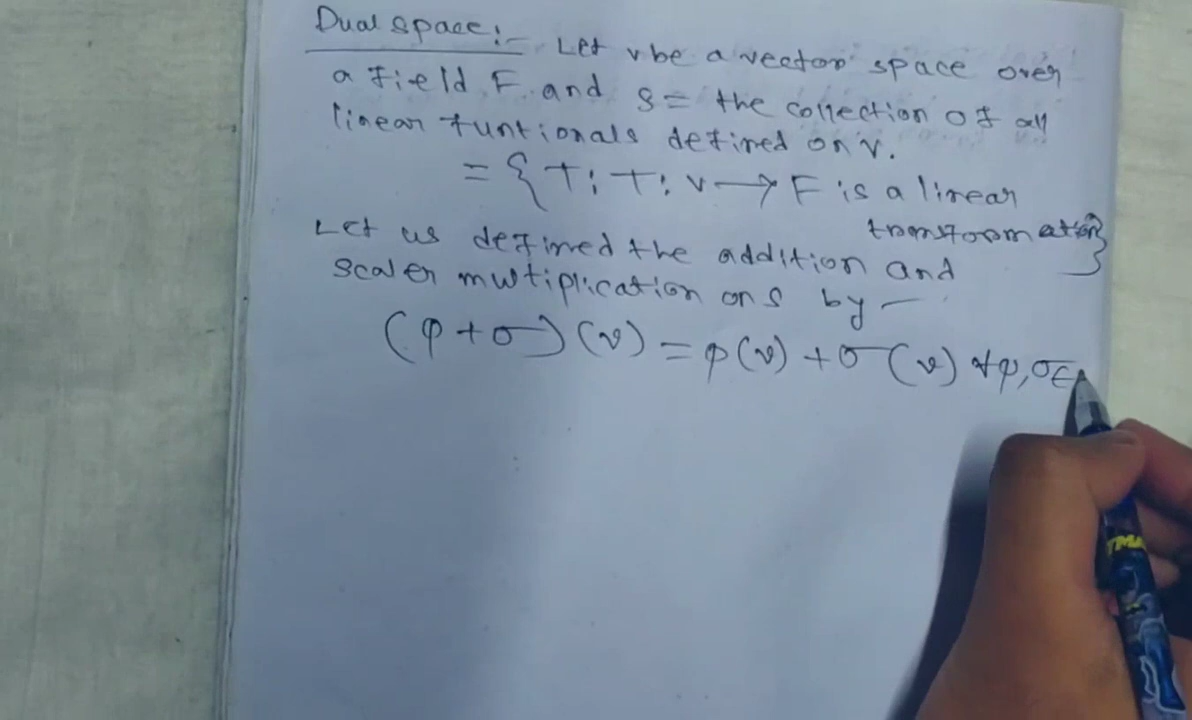 Dual space:- Let v be a vector space over
a field F and S = the collection of all
linear funtionals defined on v.
= { T: T: v → F is a linear
transformation}
Let us defined the addition and
scaler multiplication on S by –
(φ + σ)(v) = φ(v) + σ(v) ∀ φ, σ ∈